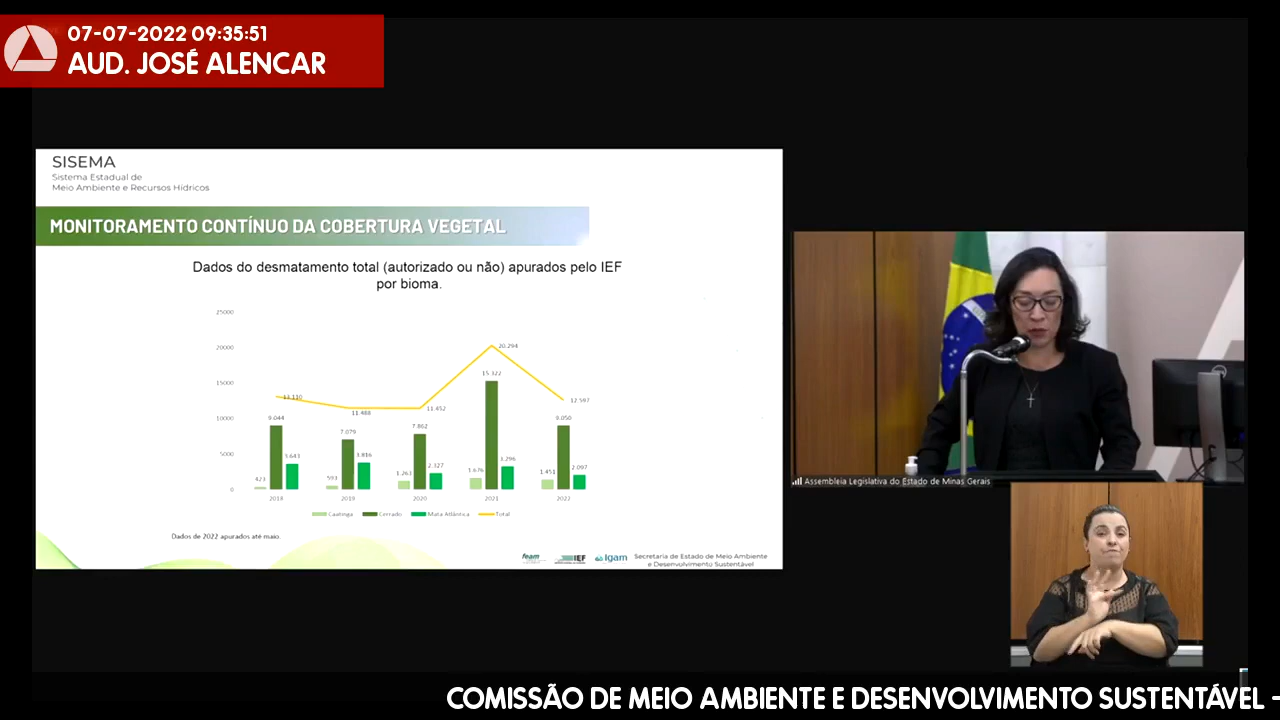 07-07-2022 09:35:51
AUD. JOSÉ ALENCAR
SISEMA
Sistema Estadual de
Meio Ambiente e Recursos Hídricos
MONITORAMENTO CONTÍNUO DA COBERTURA VEGETAL
Dados do desmatamento total (autorizado ou não) apurados pelo IEF
por bioma.
25000
20000
15000
10000
5000
0
13.110
11.488
11.452
20.294
12.597
9.044
7.079
7.862
15.322
9.050
423
3.643
593
3.816
1.263
2.327
1.676
3.296
1.451
2.097
2018
2019
2020
2021
2022
Caatinga
Cerrado
Mata Atlântica
Total
Dados de 2022 apurados até maio.
feam
IEF
Igam
Secretaria de Estado de Meio Ambiente
e Desenvolvimento Sustentável
Assembleia Legislativa do Estado de Minas Gerais
COMISSÃO DE MEIO AMBIENTE E DESENVOLVIMENTO SUSTENTÁVEL -